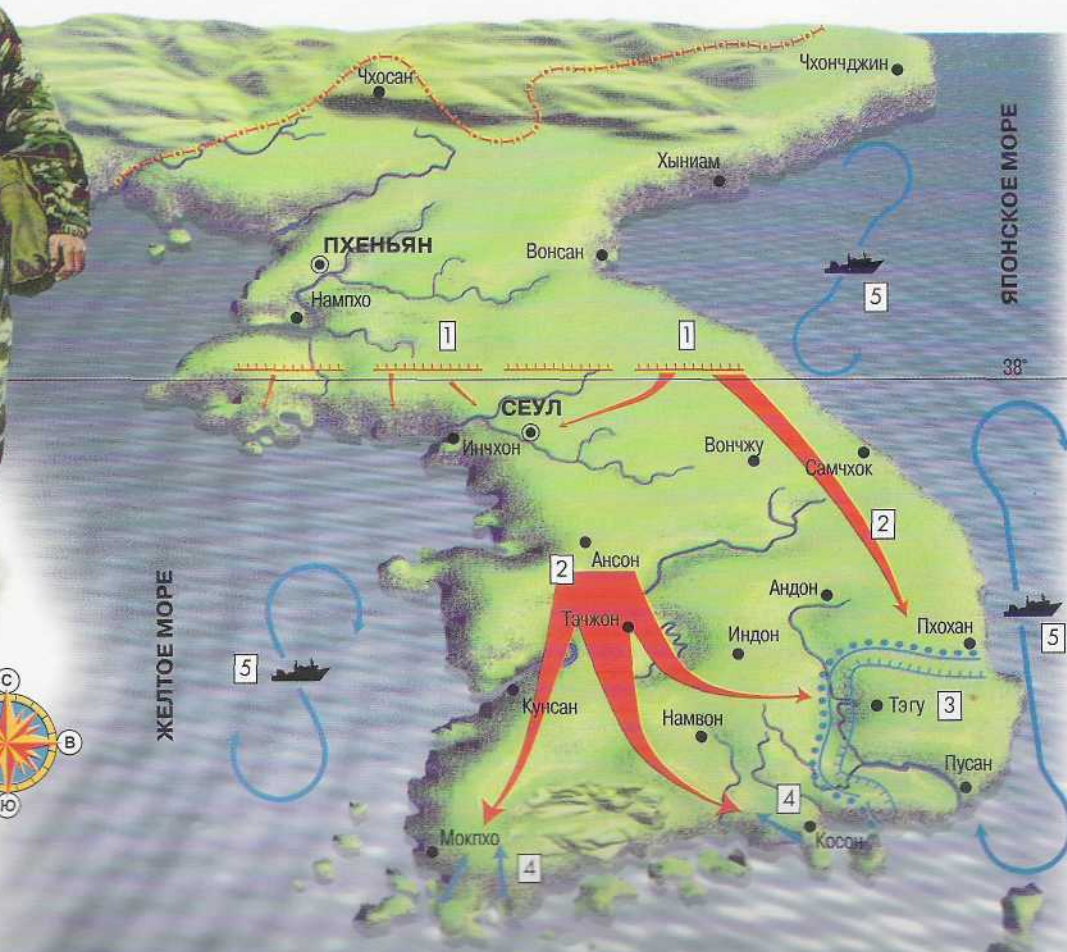 Чхончджин
Чхосан
Хыниам
ЯПОНСКОЕ МОРЕ
ПХЕНЬЯН
Вонсан
5
Нампхо
1
1
38°
СЕУЛ
Инчхон
Вончжу
Самчхок
2
Ансон
2
Андон
ЖЕЛТОЕ МОРЕ
Тэчжон
Индон
Пхохан
5
5
С
Кунсан
Намвон
Тэгу
3
В
Пусан
4
Ю
Мокпхо
Косон
4